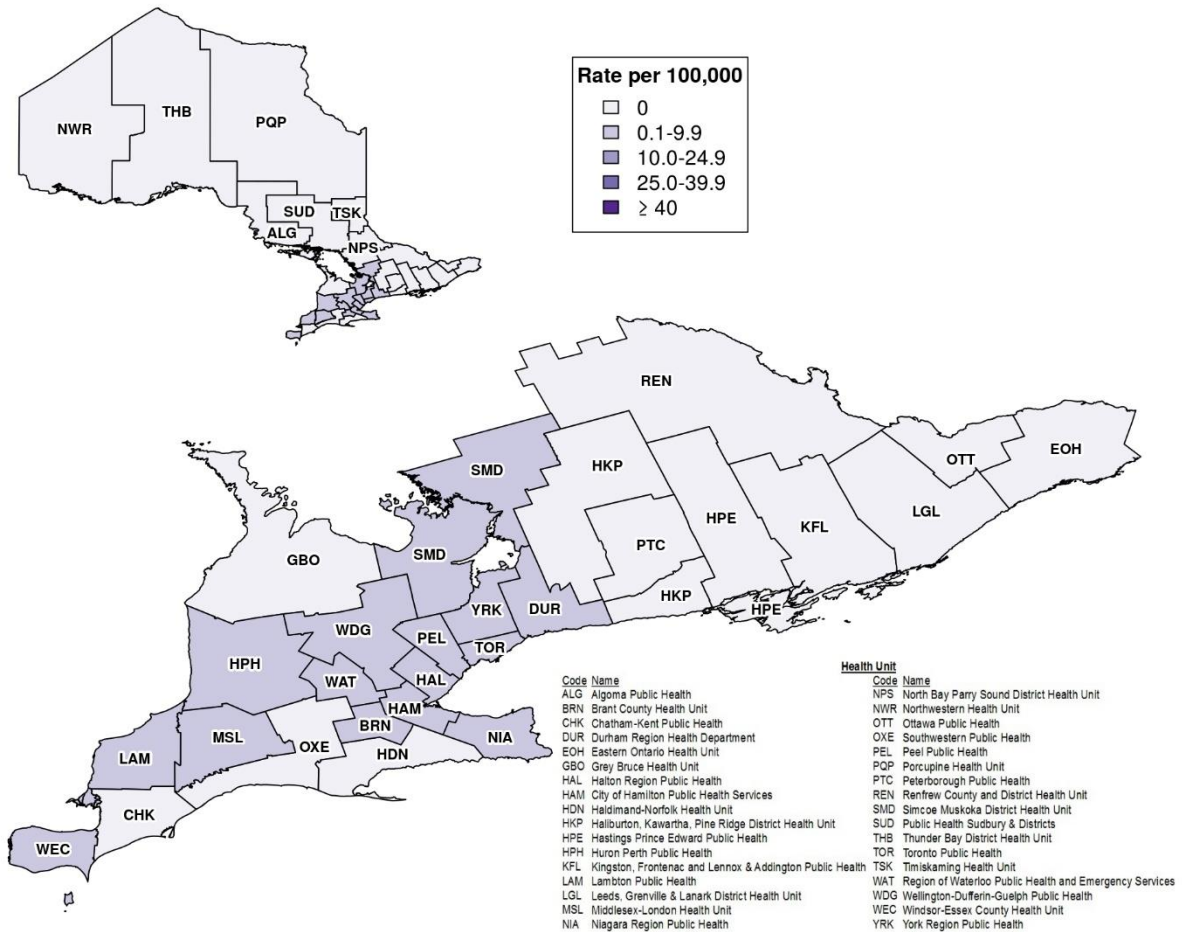 Rate per 100,000
0
0.1-9.9
10.0-24.9
25.0-39.9
≥ 40
NWR
THB
PQP
SUD
TSK
ALG
NPS
REN
SMD
HKP
OTT
EOH
HPE
KFL
LGL
PTC
GBO
SMD
HKP
HPE
YRK
DUR
WDG
PEL
TOR
HPH
WAT
HAL
HAM
BRN
NIA
MSL
OXE
HDN
LAM
CHK
WEC
Health Unit
Code Name
ALG Algoma Public Health
BRN Brant County Health Unit
CHK Chatham-Kent Public Health
DUR Durham Region Health Department
EOH Eastern Ontario Health Unit
GBO Grey Bruce Health Unit
HAL Halton Region Public Health
HAM City of Hamilton Public Health Services
HDN Haldimand-Norfolk Health Unit
HKP Haliburton, Kawartha, Pine Ridge District Health Unit
HPE Hastings Prince Edward Public Health
HPH Huron Perth Public Health
KFL Kingston, Frontenac and Lennox & Addington Public Health
LAM Lambton Public Health
LGL Leeds, Grenville & Lanark District Health Unit
MSL Middlesex-London Health Unit
NIA Niagara Region Public Health
Code Name
NPS North Bay Parry Sound District Health Unit
NWR Northwestern Health Unit
OTT Ottawa Public Health
OXE Southwestern Public Health
PEL Peel Public Health
PQP Porcupine Health Unit
PTC Peterborough Public Health
REN Renfrew County and District Health Unit
SMD Simcoe Muskoka District Health Unit
SUD Public Health Sudbury & Districts
THB Thunder Bay District Health Unit
TOR Toronto Public Health
TSK Timiskaming Health Unit
WAT Region of Waterloo Public Health and Emergency Services
WDG Wellington-Dufferin-Guelph Public Health
WEC Windsor-Essex County Health Unit
YRK York Region Public Health